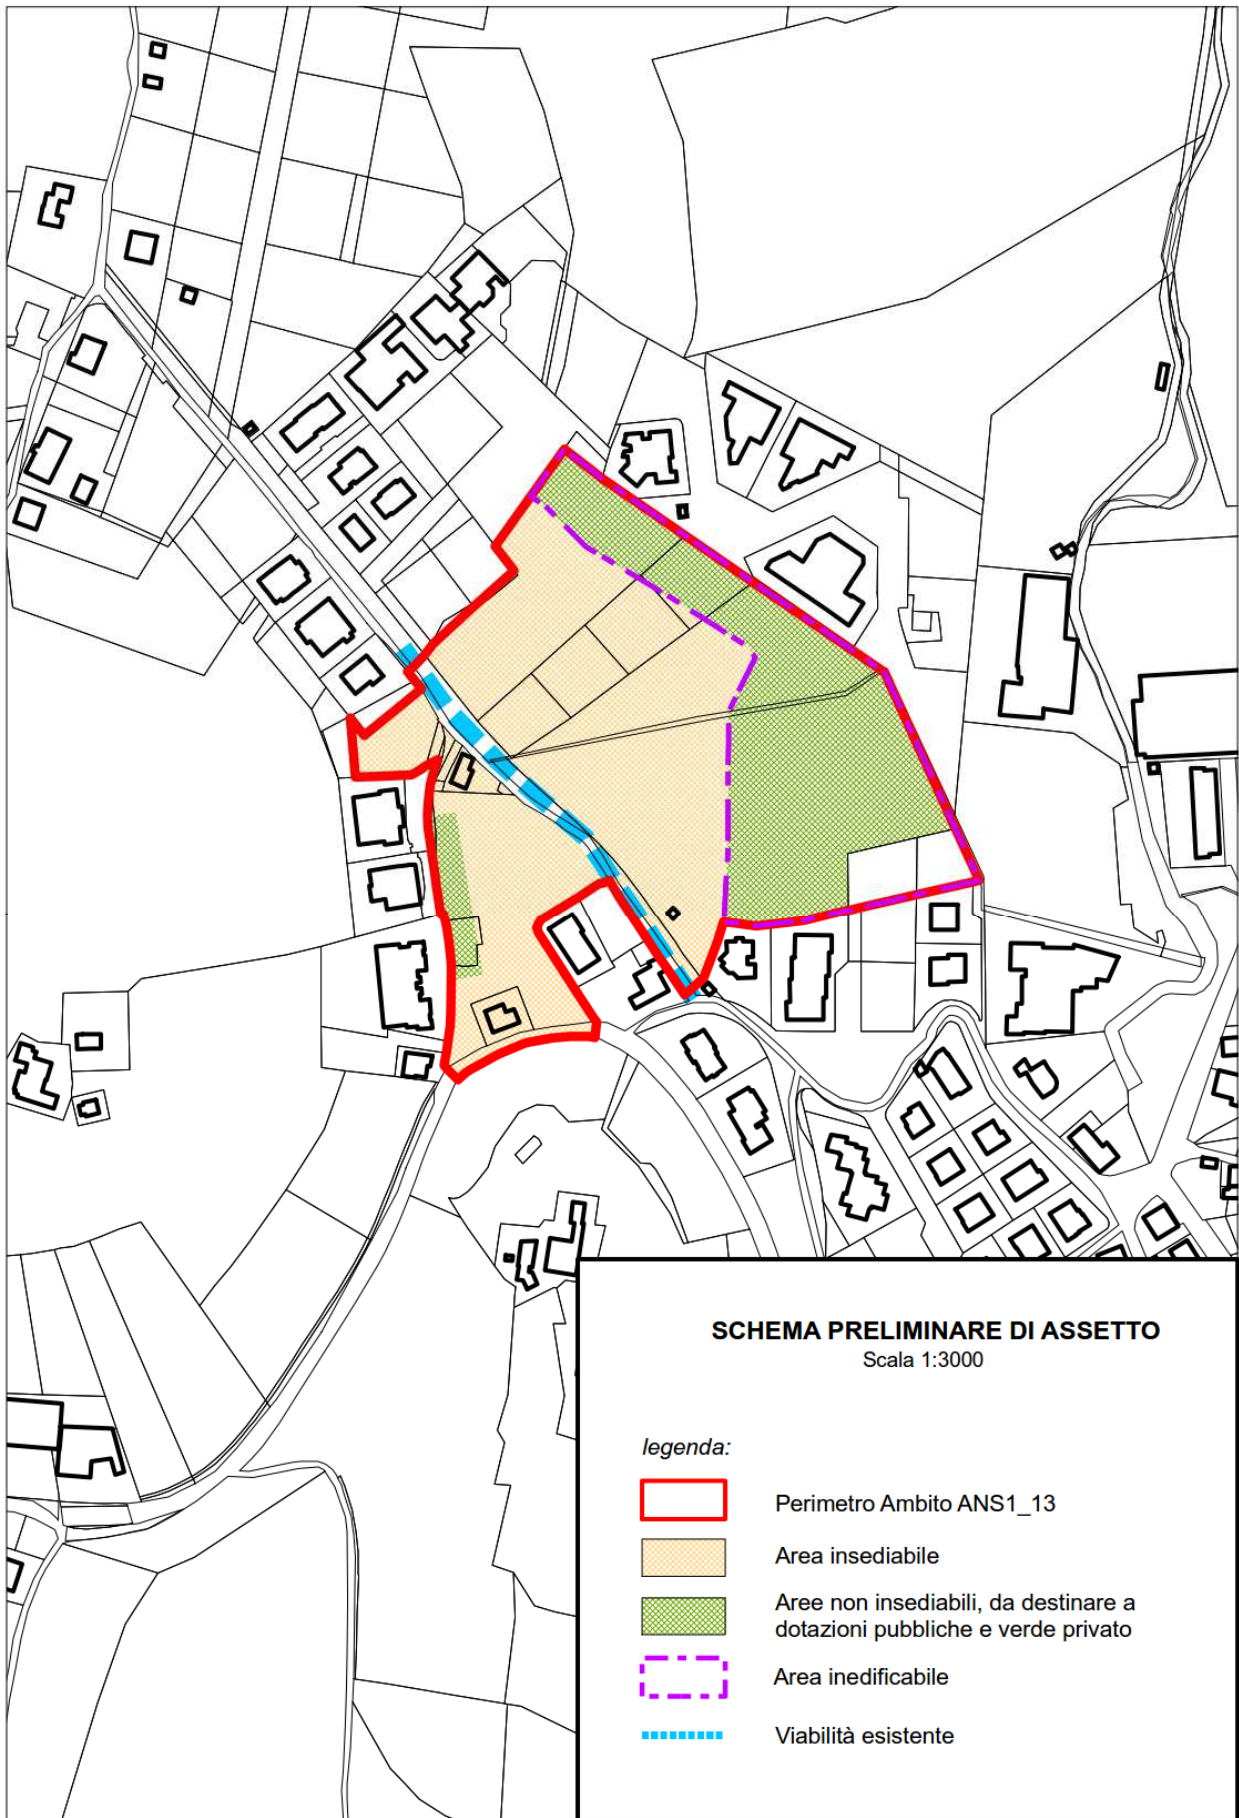 SCHEMA PRELIMINARE DI ASSETTO
Scala 1:3000
legenda:
Perimetro Ambito ANS1_13
Area insediabile
Aree non insediabili, da destinare a
dotazioni pubbliche e verde privato
Area inedificabile
Viabilità esistente